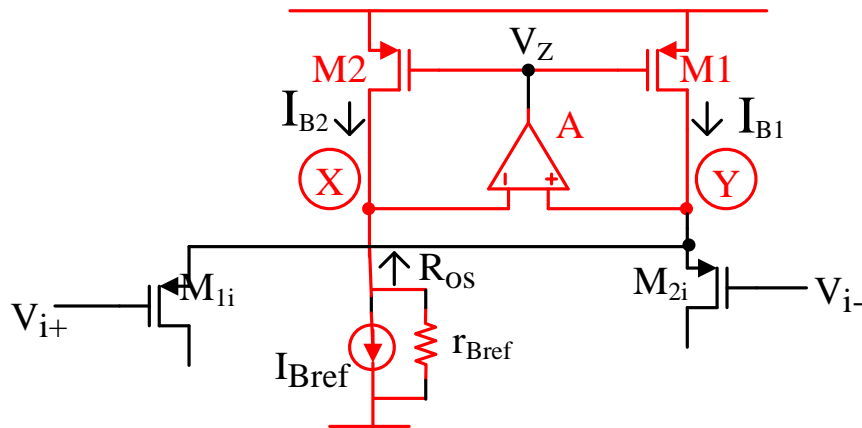 V_Z
M2
M1
I_B2
A
I_B1
X
- +
Y
R_OS
M_1i
M_2i
V_i+
V_i-
I_Bref
r_Bref